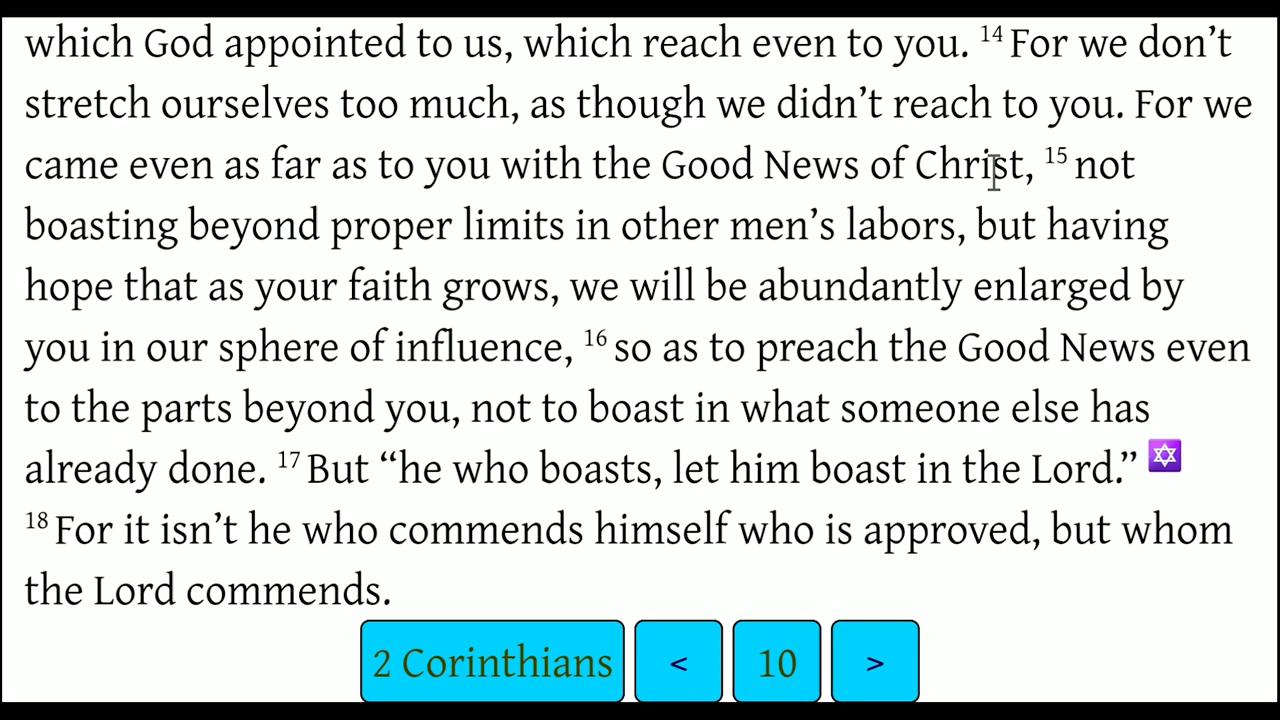 which God appointed to us, which reach even to you. 14 For we don’t
stretch ourselves too much, as though we didn’t reach to you. For we
came even as far as to you with the Good News of Christ, 15 not
boasting beyond proper limits in other men’s labors, but having
hope that as your faith grows, we will be abundantly enlarged by
you in our sphere of influence, 16 so as to preach the Good News even
to the parts beyond you, not to boast in what someone else has
already done. 17 But “he who boasts, let him boast in the Lord.” ✡
18 For it isn’t he who commends himself who is approved, but whom
the Lord commends.
2 Corinthians < 10 >